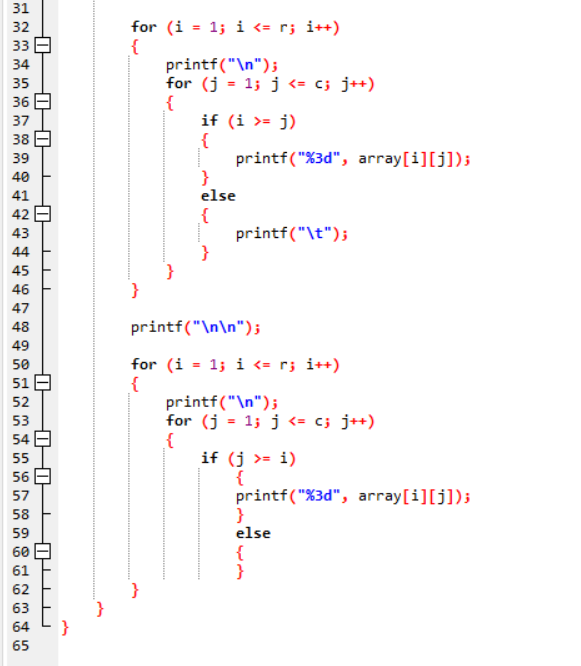 31
32 for (i = 1; i <= r; i++)
33 {
34 printf("\n");
35 for (j = 1; j <= c; j++)
36 {
37 if (i >= j)
38 {
39 printf("%3d", array[i][j]);
40 }
41 else
42 {
43 printf("\t");
44 }
45 }
46 }
47
48 printf("\n\n");
49
50 for (i = 1; i <= r; i++)
51 {
52 printf("\n");
53 for (j = 1; j <= c; j++)
54 {
55 if (j >= i)
56 {
57 printf("%3d", array[i][j]);
58 }
59 else
60 {
61 }
62 }
63 }
64 }
65